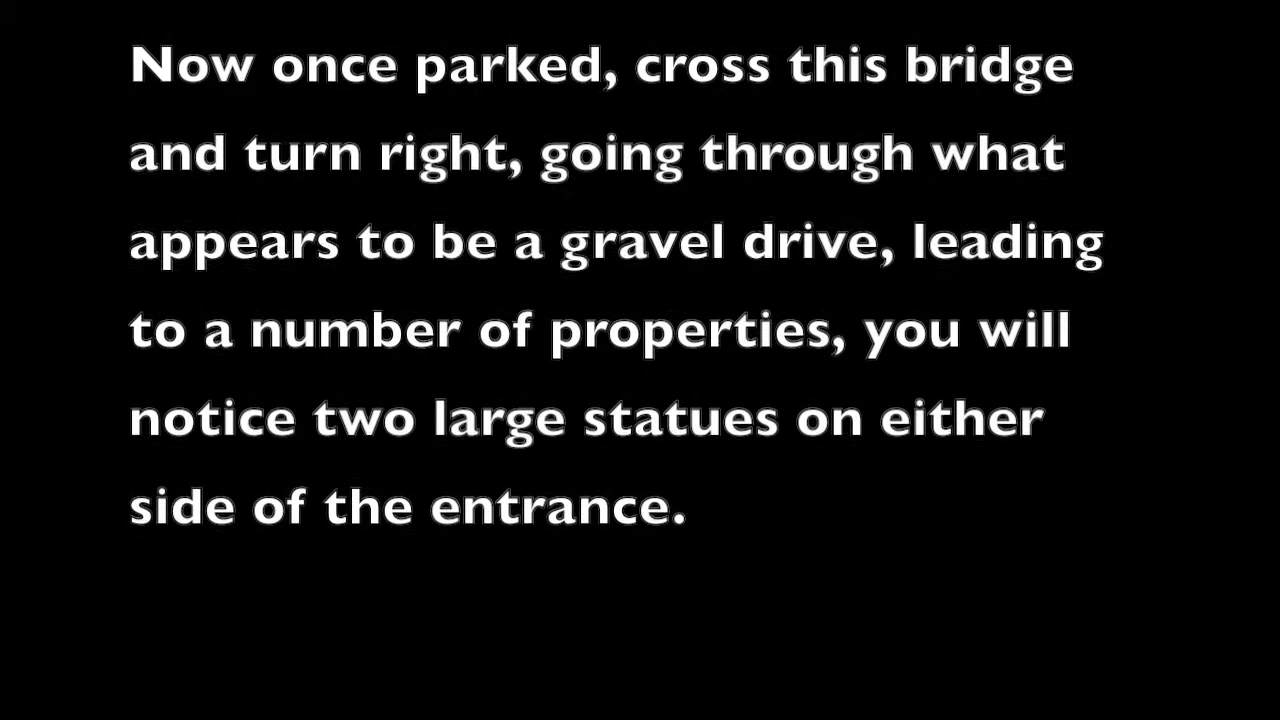 Now once parked, cross this bridge
and turn right, going through what
appears to be a gravel drive, leading
to a number of properties, you will
notice two large statues on either
side of the entrance.